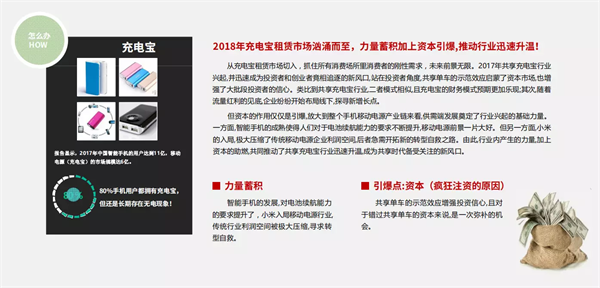 怎么办
HOW
充电宝
报告显示，2017年中国智能手机的用户达到11亿，移动
电源（充电宝）的市场规模达6亿。
80%
80%手机用户都拥有充电宝，
但还是长期存在无电现象！
2018年充电宝租赁市场汹涌而至，力量蓄积加上资本引爆,推动行业迅速升温!
从充电宝租赁市场切入，抓住所有消费场所里消费者的刚性需求，未来前景无限。2017年共享充电宝行业
兴起,并迅速成为投资者和创业者竞相追逐的新风口,站在投资者角度,共享单车的示范效应启蒙了资本市场,也增
强了大批段投资者的信心。类比到共享充电宝行业,二者模式相似,且充电宝的财务模式预期更加乐观;其次,随着
流量红利的见底,企业纷纷开始布局线下,探寻新增长点。
但资本的作用仅仅是引爆,放大到整个手机移动电源产业链来看,供需端发展奠定了行业兴起的基础力量。
一方面,智能手机的成熟使得人们对于电池续航能力的要求不断提升,移动电源前景一片大好。但另一方面,小米
的入局,极大压缩了传统移动电源企业利润空间,后者急需开拓新的转型自救之路。由此,行业内产生的力量,加上
资本的助燃,共同推动了共享充电宝行业迅速升温,成为共享时代备受关注的新风口。
力量蓄积
智能手机的发展,对电池续航能力
的要求提升了，小米入局移动电源行业,
传统行业利润空间被极大压缩,寻求转
型自救。
引爆点:资本（疯狂注资的原因）
共享单车的示范效应增强投资信心,且对
于错过共享单车的资本来说,是一次弥补的机
会。